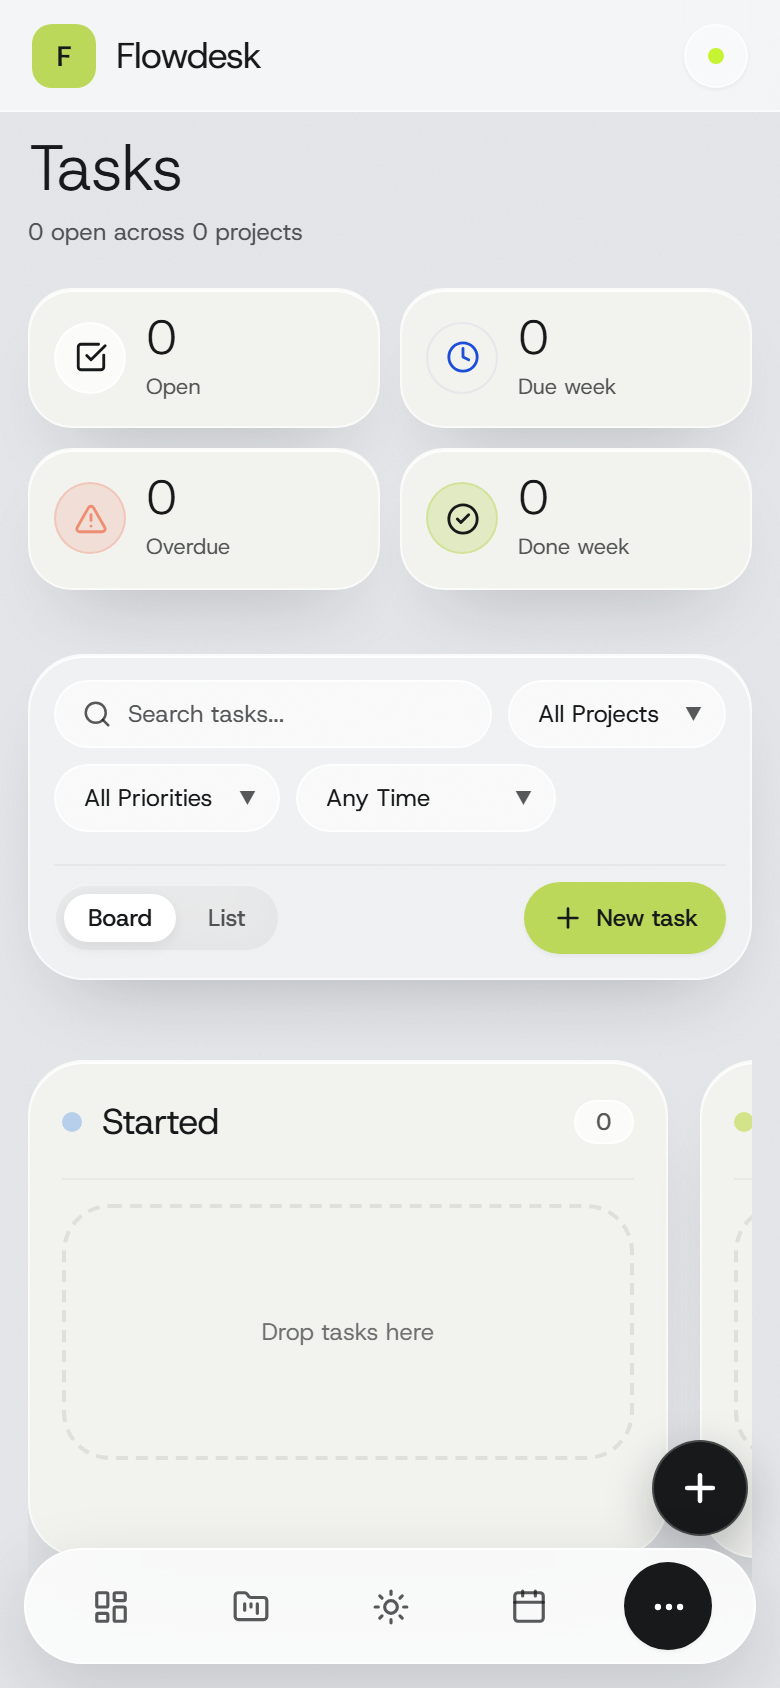 F Flowdesk
Tasks
0 open across 0 projects
0
Open
0
Due week
0
Overdue
0
Done week
Search tasks...
All Projects
All Priorities
Any Time
Board
List
New task
Started
0
Drop tasks here